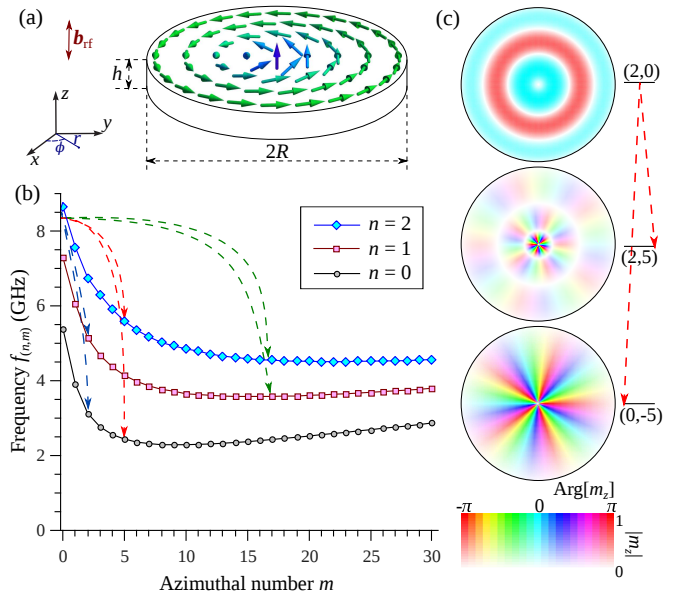 (a)
b_rf
h
z
y
r
x
ϕ
2R
(b)
Frequency f_(n,m) (GHz)
8
6
4
2
0
n = 2
n = 1
n = 0
0 5 10 15 20 25 30
Azimuthal number m
(c)
(2,0)
(2,5)
(0,-5)
Arg[m_z]
-π 0 π
1
|m_z|
0